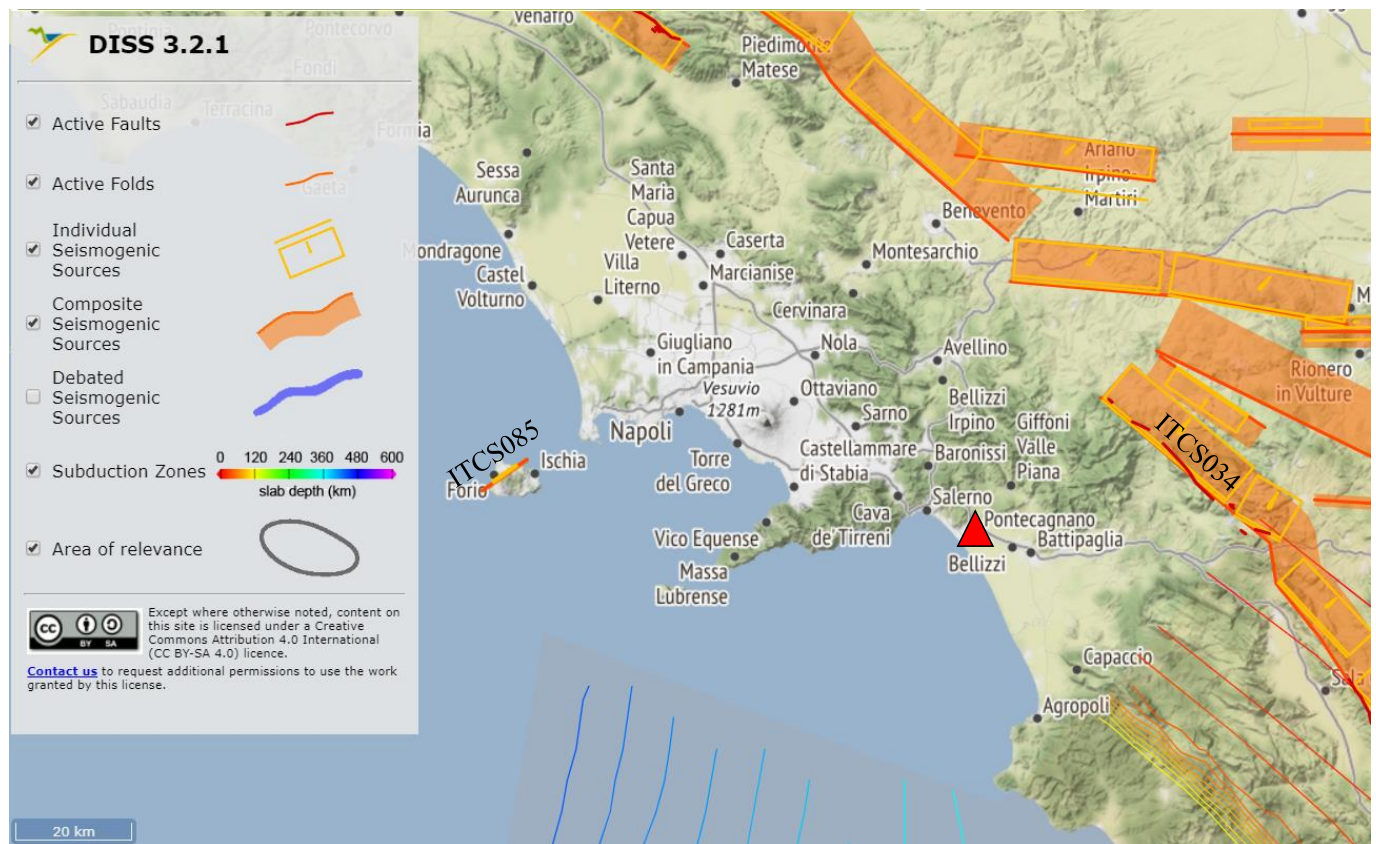 DISS 3.2.1
Active Faults
Active Folds
Individual
Seismogenic
Sources
Composite
Seismogenic
Sources
Debated
Seismogenic
Sources
Subduction Zones
0 120 240 360 480 600
slab depth (km)
Area of relevance
cc
BY SA
Except where otherwise noted, content on
this site is licensed under a Creative
Commons Attribution 4.0 International
(CC BY-SA 4.0) licence.
Contact us to request additional permissions to use the work
granted by this license.
20 km
Pontinia
Pontecorvo
Fondi
Sabaudia
Terracina
Formia
Gaeta
Venafro
Piedimonte
Matese
Sessa
Aurunca
Santa
Maria
Capua
Vetere
Caserta
Mondragone
Castel
Volturno
Villa
Literno
Marcianise
Cervinara
Montesarchio
Benevento
Ariano
Irpino-
Martiri
Giugliano
in Campania
Nola
Avellino
Vesuvio
1281m
Ottaviano
Sarno
Bellizzi
Irpino
Giffoni
Valle
Piana
Rionero
in Vulture
Napoli
ITCS085
Ischia
Forio
Torre
del Greco
Castellammare
di Stabia
Baronissi
ITCS034
Salerno
Cava
de' Tirreni
Pontecagnano
Battipaglia
Bellizzi
Vico Equense
Massa
Lubrense
Capaccio
Agropoli